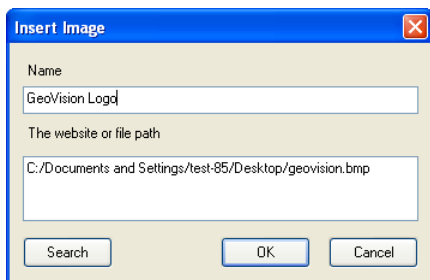 Insert Image
Name
GeoVision Logo
The website or file path
C:/Documents and Settings/test-85/Desktop/geovision.bmp
Search OK Cancel